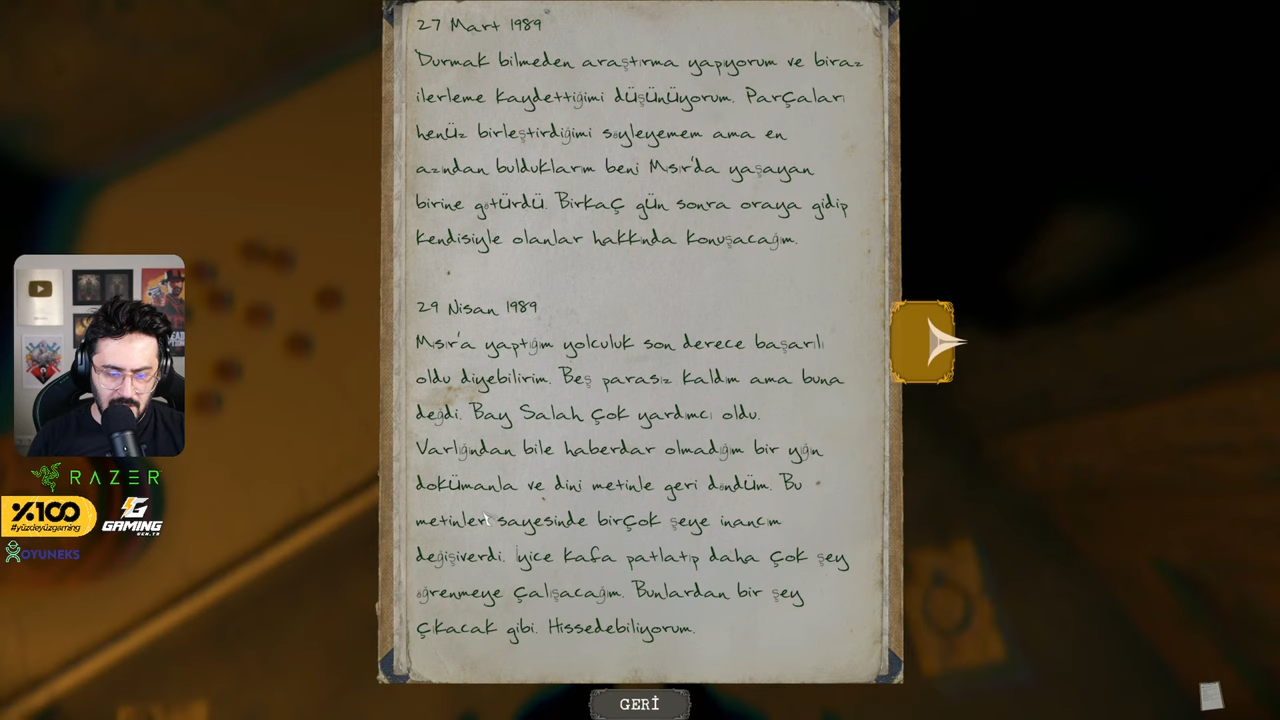 27 Mart 1989
Durmak bilmeden araştırma yapıyorum ve biraz
ilerleme kaydettiğimi düşünüyorum. Parçaları
henüz birleştirdiğimi söyleyemem ama en
azından bulduklarım beni Mısır'da yaşayan
birine götürdü. Birkaç gün sonra oraya gidip
kendisiyle olanlar hakkında konuşacağım.
29 Nisan 1989
Mısır'a yaptığım yolculuk son derece başarılı
oldu diyebilirim. Beş parasız kaldım ama buna
değdi. Bay Salah çok yardımcı oldu.
Varlığından bile haberdar olmadığım bir yığın
dokümanla ve dini metinle geri döndüm. Bu
metinler sayesinde birçok şeye inancım
değişiverdi. İyice kafa patlatıp daha çok şey
öğrenmeye çalışacağım. Bunlardan bir şey
çıkacak gibi. Hissedebiliyorum.
GERİ
RAZER
%100
#yüzdeyüzgaming
GAMING
GEN.TR
OYUNEKS